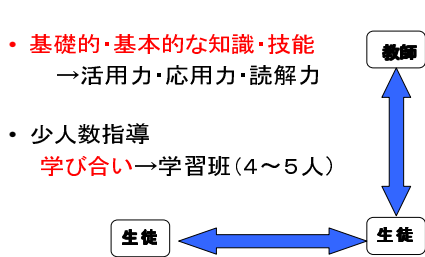 ・基礎的・基本的な知識・技能
→活用力・応用力・読解力
・少人数指導
学び合い→学習班(4～5人)
教師
生徒
生徒